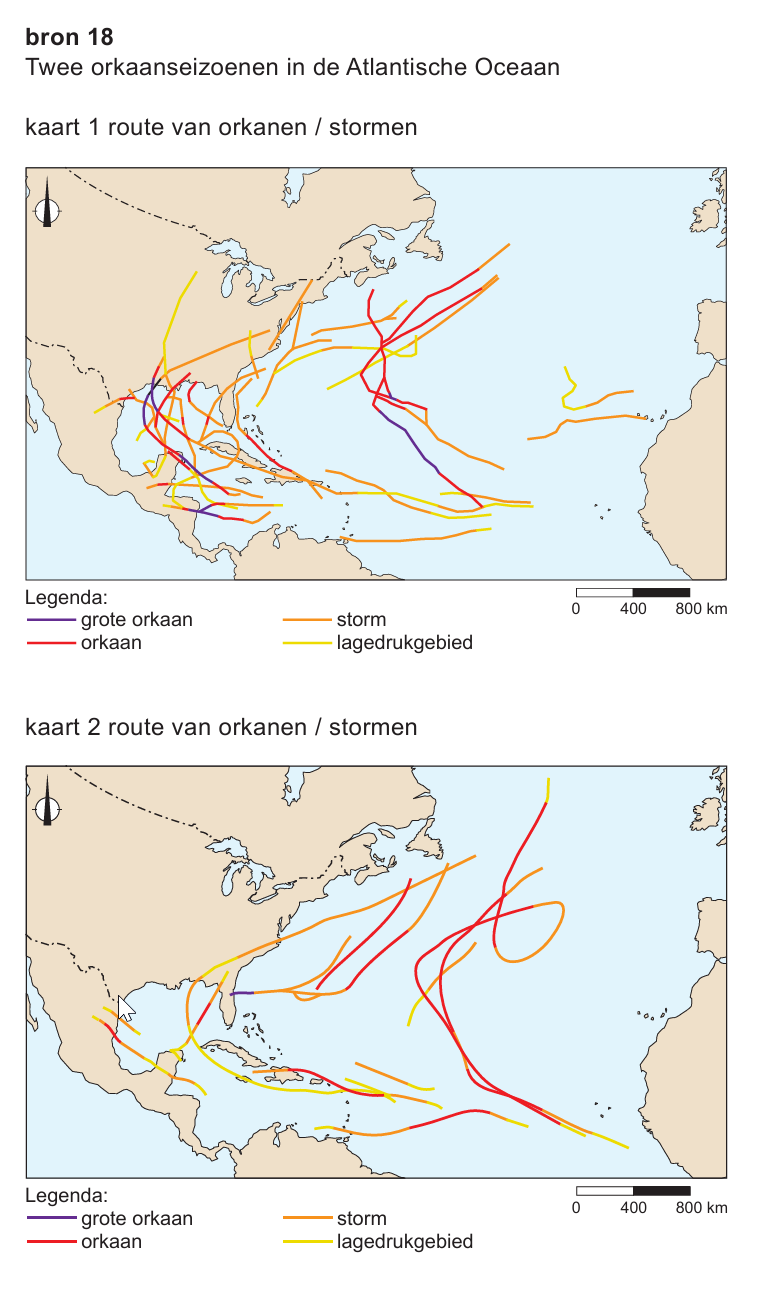 bron 18
Twee orkaanseizoenen in de Atlantische Oceaan
kaart 1 route van orkanen / stormen
Legenda:
grote orkaan
storm
orkaan
lagedrukgebied
0 400 800 km
kaart 2 route van orkanen / stormen
Legenda:
grote orkaan
storm
orkaan
lagedrukgebied
0 400 800 km